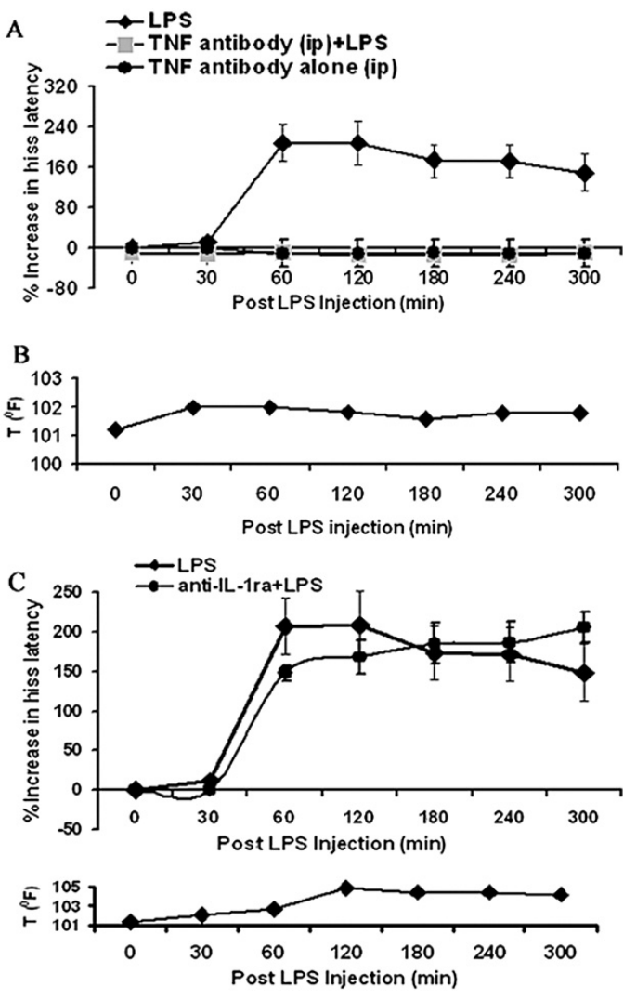 A
LPS
TNF antibody (ip)+LPS
TNF antibody alone (ip)
% Increase in hiss latency
320
240
160
80
0
-80
0 30 60 120 180 240 300
Post LPS Injection (min)
B
T (⁰F)
103
102
101
100
0 30 60 120 180 240 300
Post LPS injection (min)
C
LPS
anti-IL-1ra+LPS
%Increase in hiss latency
250
200
150
100
50
0
-50
0 30 60 120 180 240 300
Post LPS Injection (min)
T (⁰F)
105
103
101
0 30 60 120 180 240 300
Post LPS Injection (min)